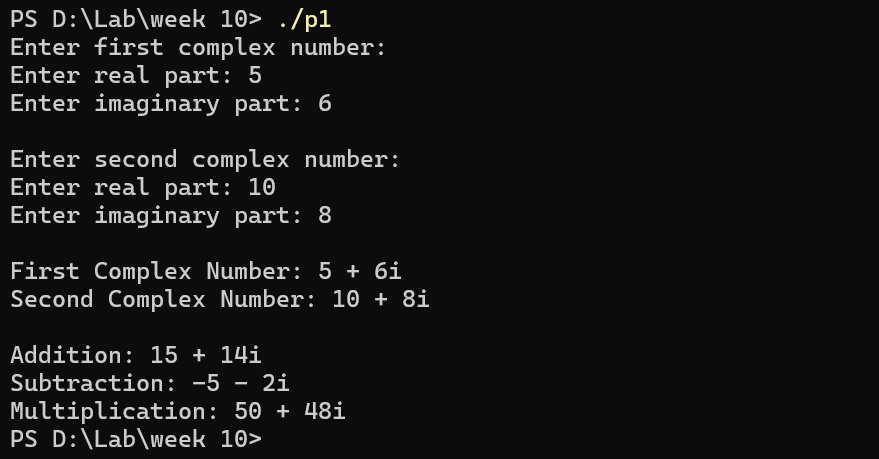 PS D:\Lab\week 10> ./p1
Enter first complex number:
Enter real part: 5
Enter imaginary part: 6
Enter second complex number:
Enter real part: 10
Enter imaginary part: 8
First Complex Number: 5 + 6i
Second Complex Number: 10 + 8i
Addition: 15 + 14i
Subtraction: -5 - 2i
Multiplication: 50 + 48i
PS D:\Lab\week 10>